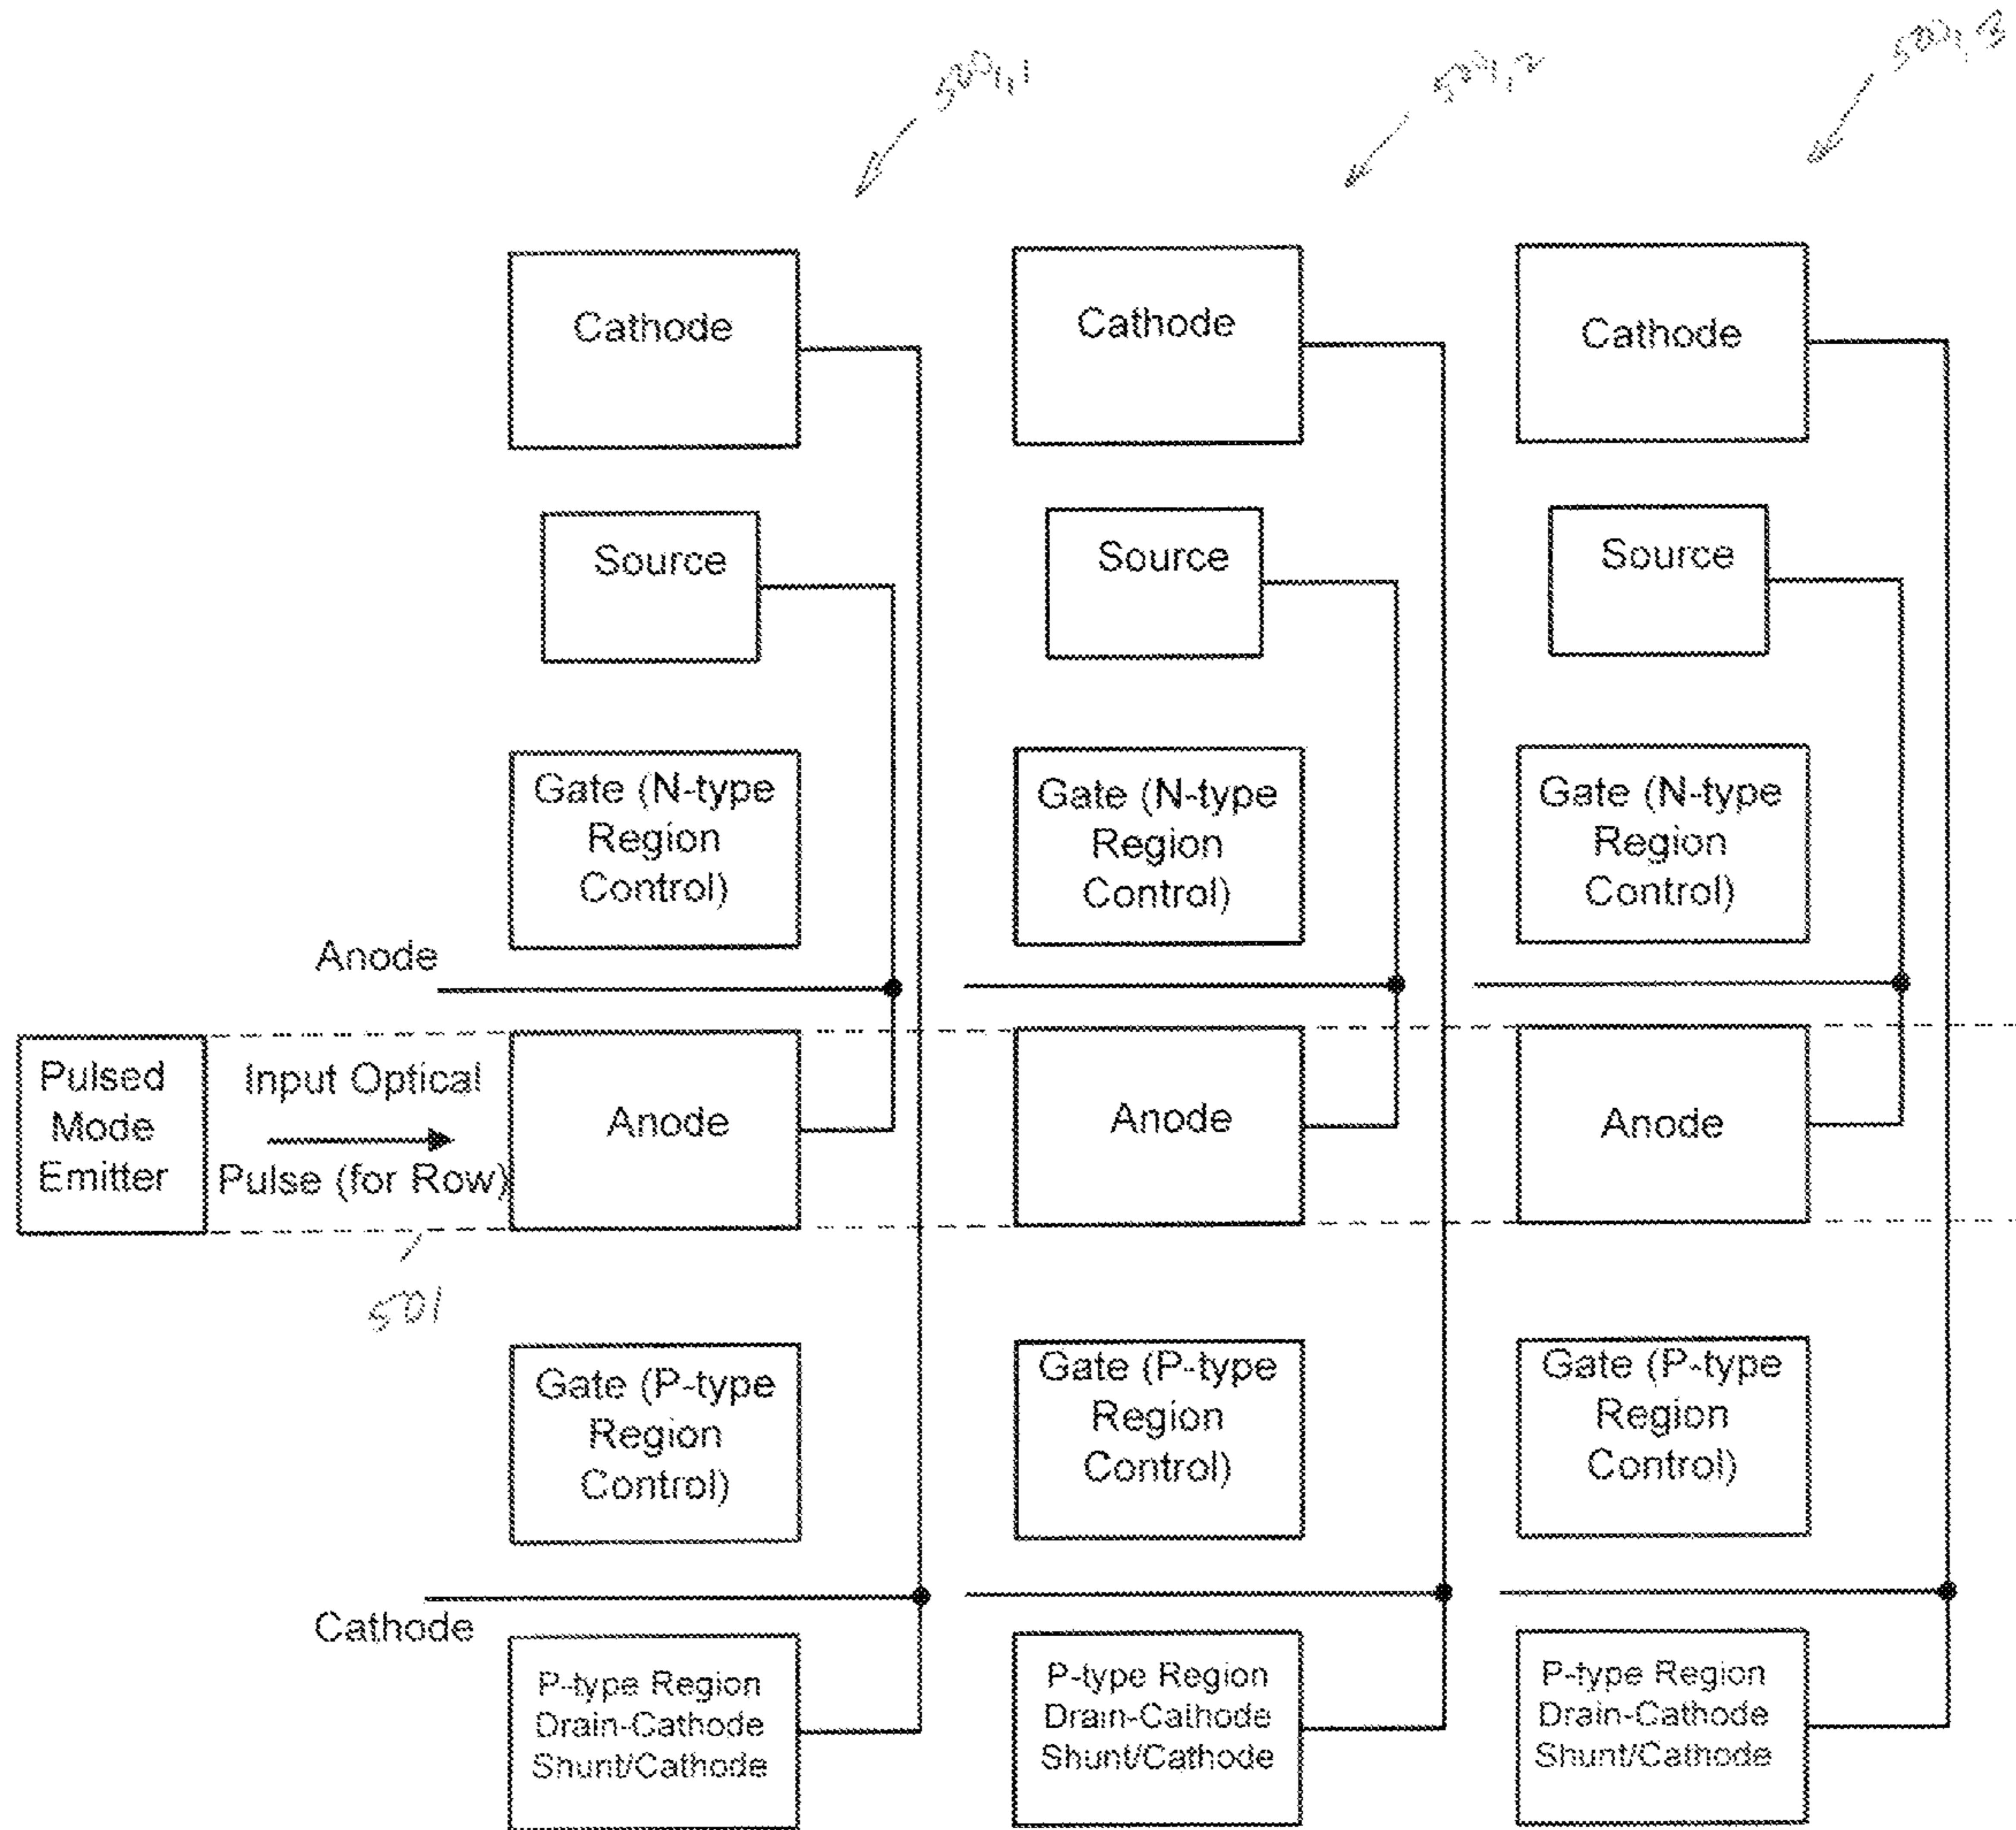 Cathode
Cathode
Cathode
Source
Source
Source
Gate (N-type
Region
Control)
Gate (N-type
Region
Control)
Gate (N-type
Region
Control)
Anode
Pulsed
Mode
Emitter
Input Optical
Pulse (for Row)
Anode
Anode
Anode
501
Gate (P-type
Region
Control)
Gate (P-type
Region
Control)
Gate (P-type
Region
Control)
Cathode
P-type Region
Drain-Cathode
Shunt/Cathode
P-type Region
Drain-Cathode
Shunt/Cathode
P-type Region
Drain-Cathode
Shunt/Cathode